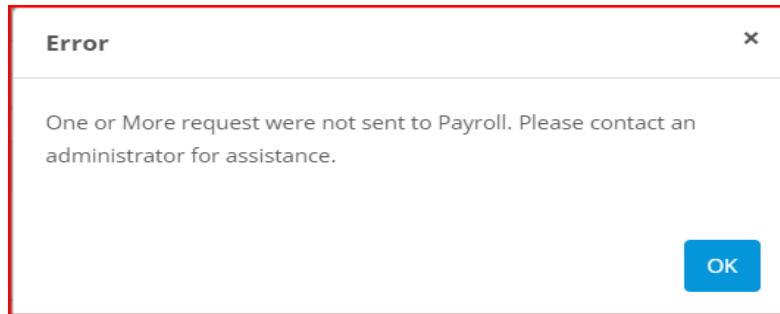 Error
×
One or More request were not sent to Payroll. Please contact an
administrator for assistance.
OK